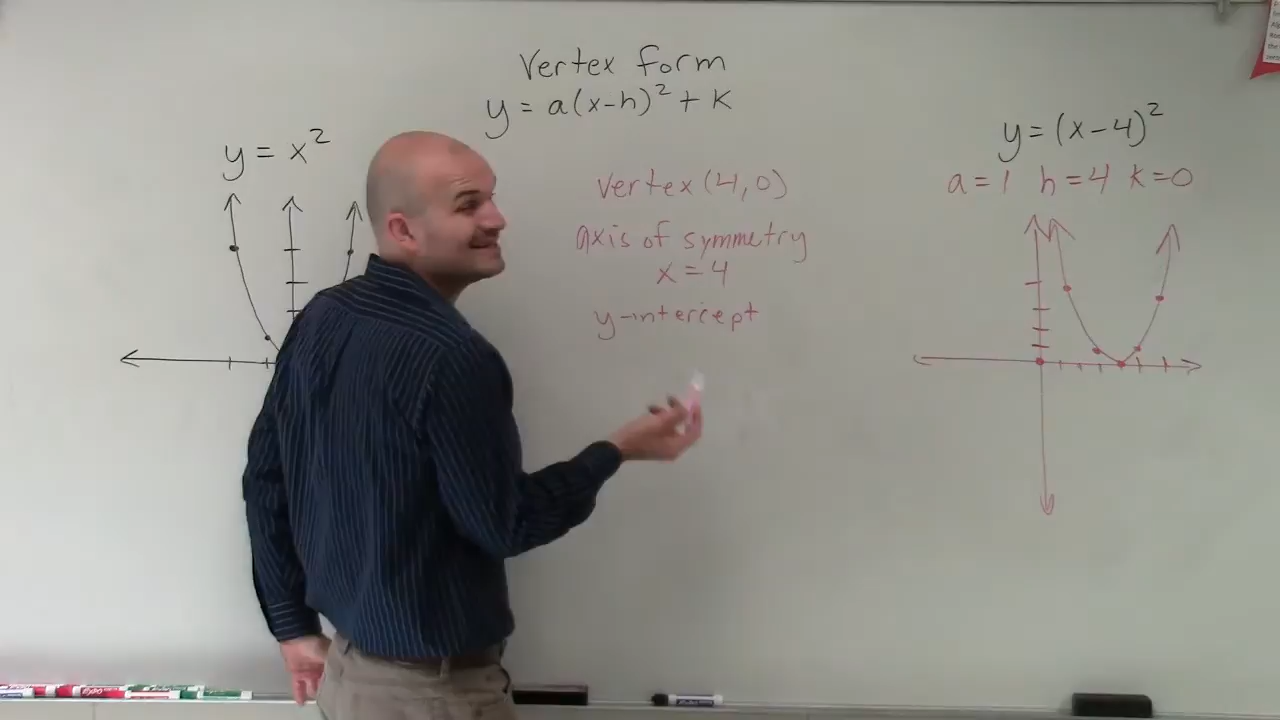 Vertex form
y = a(x-h)² + k
y = x²
vertex (4,0)
axis of symmetry
x = 4
y-intercept
y = (x-4)²
a = 1 h = 4 k = 0